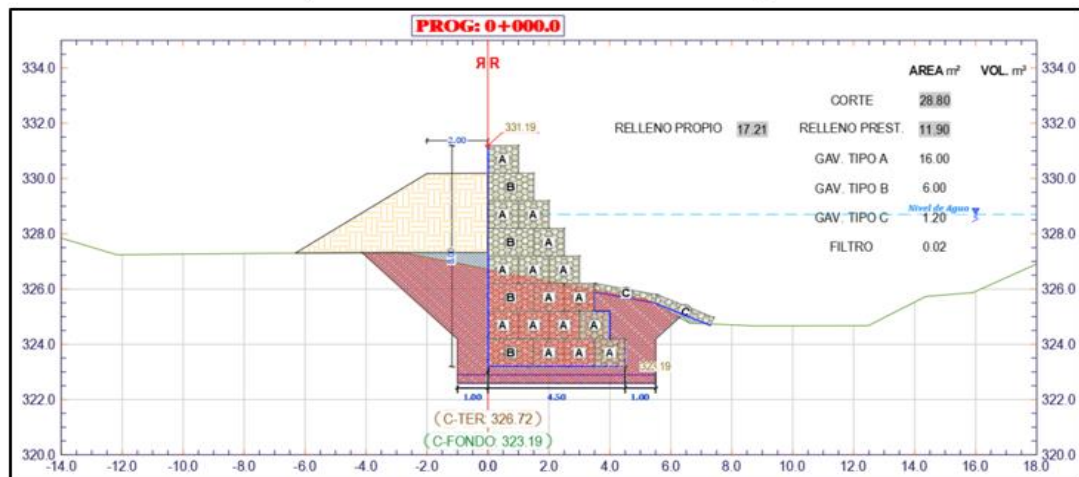 PROG: 0+000.0
334.0 ЯR 334.0
AREA m² VOL. m³
CORTE 28.80
332.0 331.19 RELLENO PROPIO 17.21 RELLENO PREST. 11.90 332.0
2.00 A GAV. TIPO A 16.00
330.0 B GAV. TIPO B 6.00 330.0
A A Nivel de Agua
GAV. TIPO C 1.20
328.0 B A FILTRO 0.02 328.0
8.00 A A A
326.0 B A A C 326.0
A A A A C
324.0 B A A A 324.0
323.19
322.0 1.00 4.50 1.00 322.0
(C-TER: 326.72)
(C-FONDO: 323.19)
320.0 320.0
-14.0 -12.0 -10.0 -8.0 -6.0 -4.0 -2.0 0.0 2.0 4.0 6.0 8.0 10.0 12.0 14.0 16.0 18.0